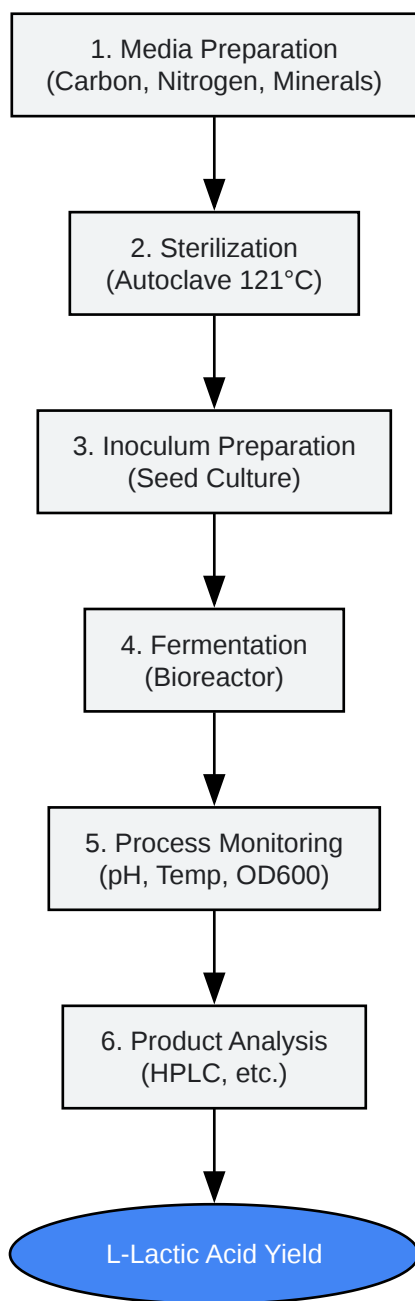 1. Media Preparation
(Carbon, Nitrogen, Minerals)
2. Sterilization
(Autoclave 121°C)
3. Inoculum Preparation
(Seed Culture)
4. Fermentation
(Bioreactor)
5. Process Monitoring
(pH, Temp, OD600)
6. Product Analysis
(HPLC, etc.)
L-Lactic Acid Yield